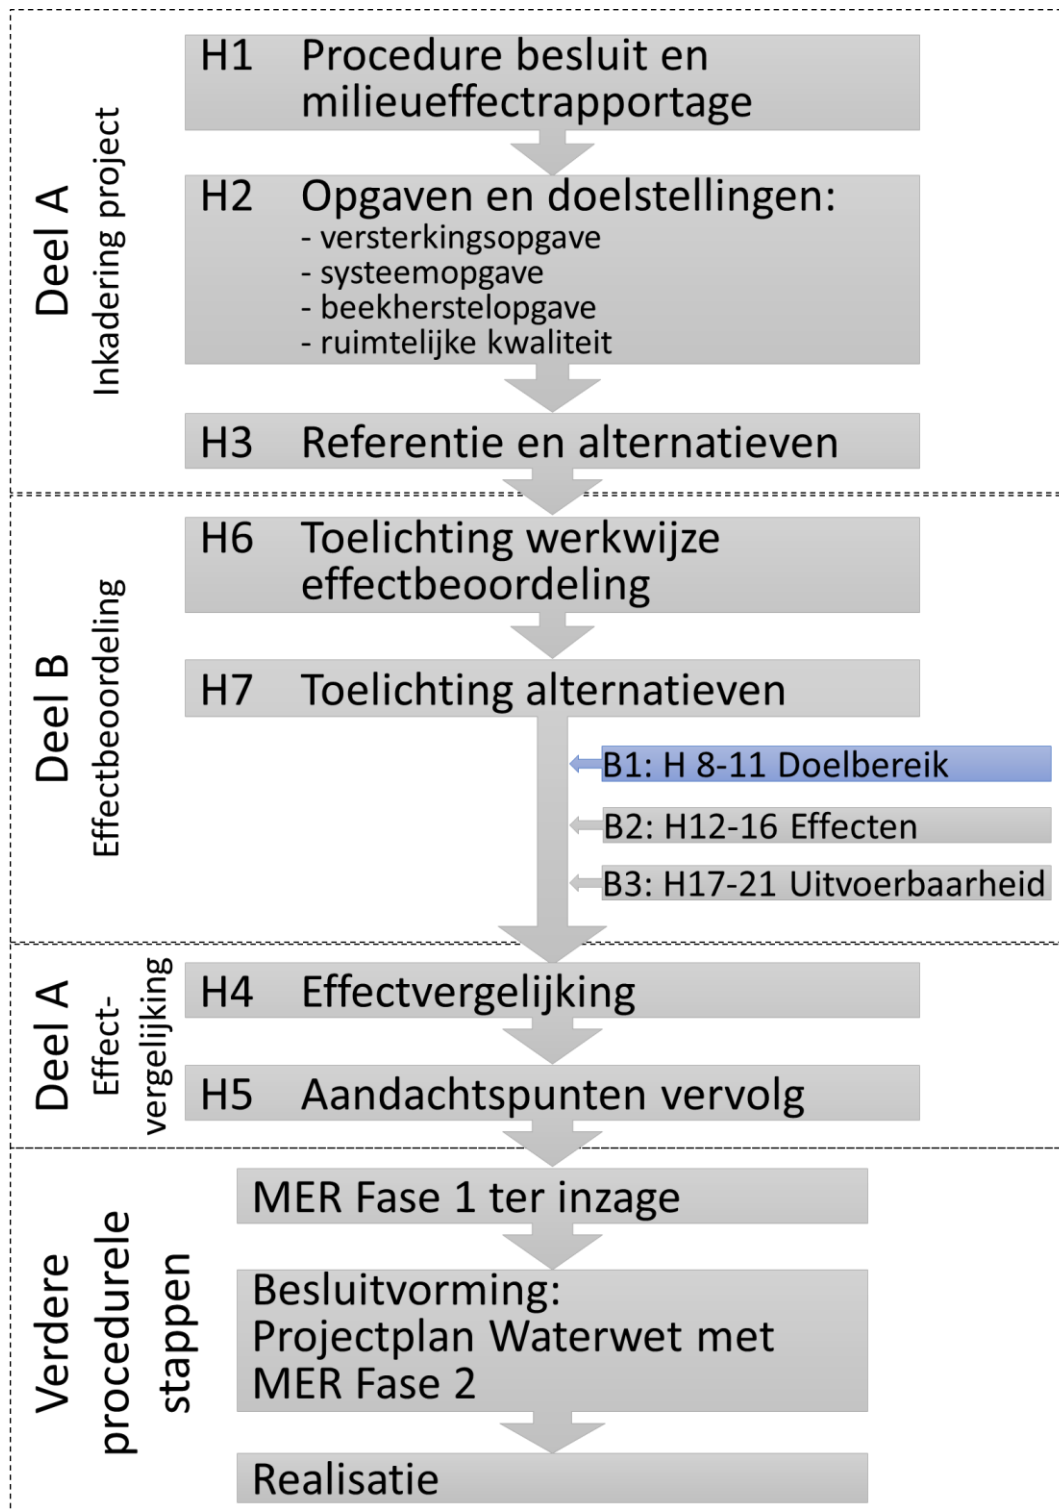 Deel A
Inkadering project
H1 Procedure besluit en
milieueffectrapportage
H2 Opgaven en doelstellingen:
- versterkingsopgave
- systeemopgave
- beekherstelopgave
- ruimtelijke kwaliteit
H3 Referentie en alternatieven
Deel B
Effectbeoordeling
H6 Toelichting werkwijze
effectbeoordeling
H7 Toelichting alternatieven
B1: H 8-11 Doelbereik
B2: H12-16 Effecten
B3: H17-21 Uitvoerbaarheid
Deel A
Effect-
vergelijking
H4 Effectvergelijking
H5 Aandachtspunten vervolg
Verdere
procedurele
stappen
MER Fase 1 ter inzage
Besluitvorming:
Projectplan Waterwet met
MER Fase 2
Realisatie